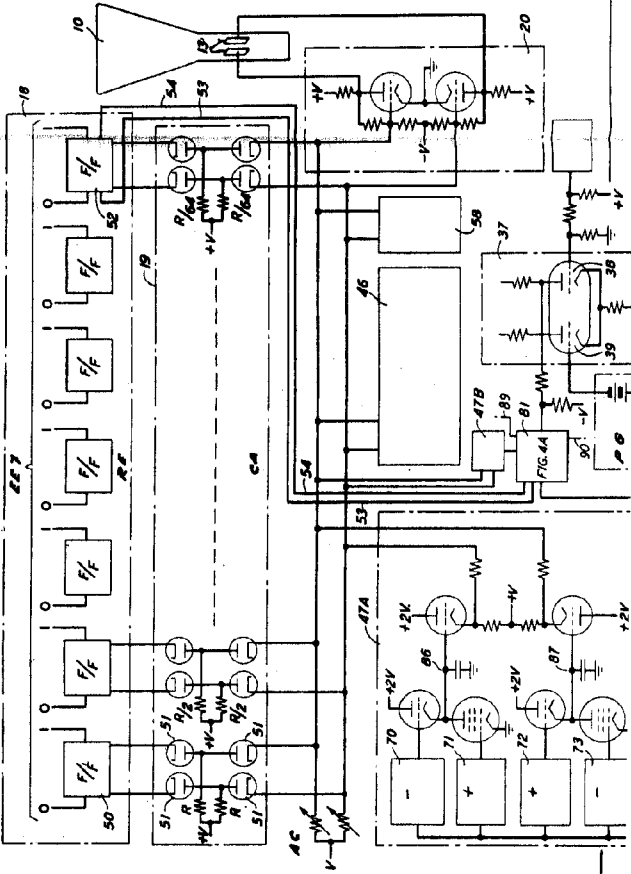 10
13
20
+V
-V
+V
18
54
53
EE7
F/F
F/F
F/F
F/F
F/F
F/F
F/F
52
50
RE
19
CA
R/64
R/64
+V
R/2
R/2
+V
51
51
51
51
R
R
+V
AC
V
58
46
37
38
39
+V
47B
89
54
53
81
FIG.4A
-V
90
PG
47A
+2V
+2V
+V
86
87
+2V
+2V
70
71
72
73
-
+
+
-